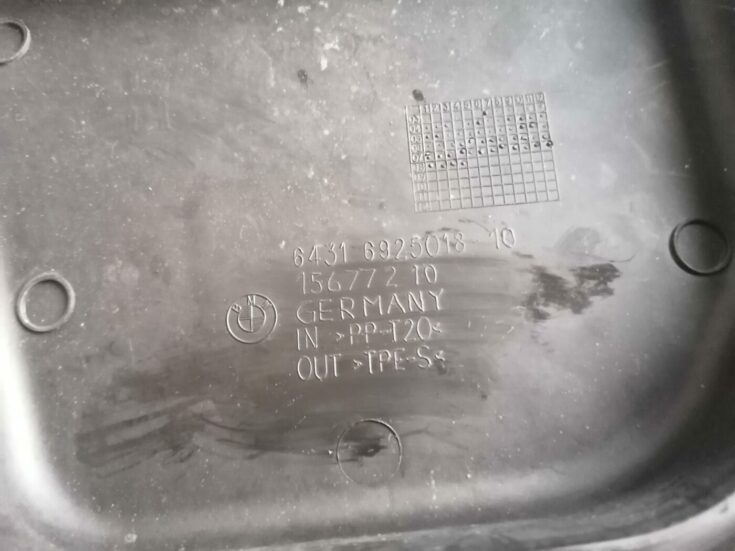 6431 6925018 10
156772 10
GERMANY
IN >PP-T20<
OUT >TPE-S<